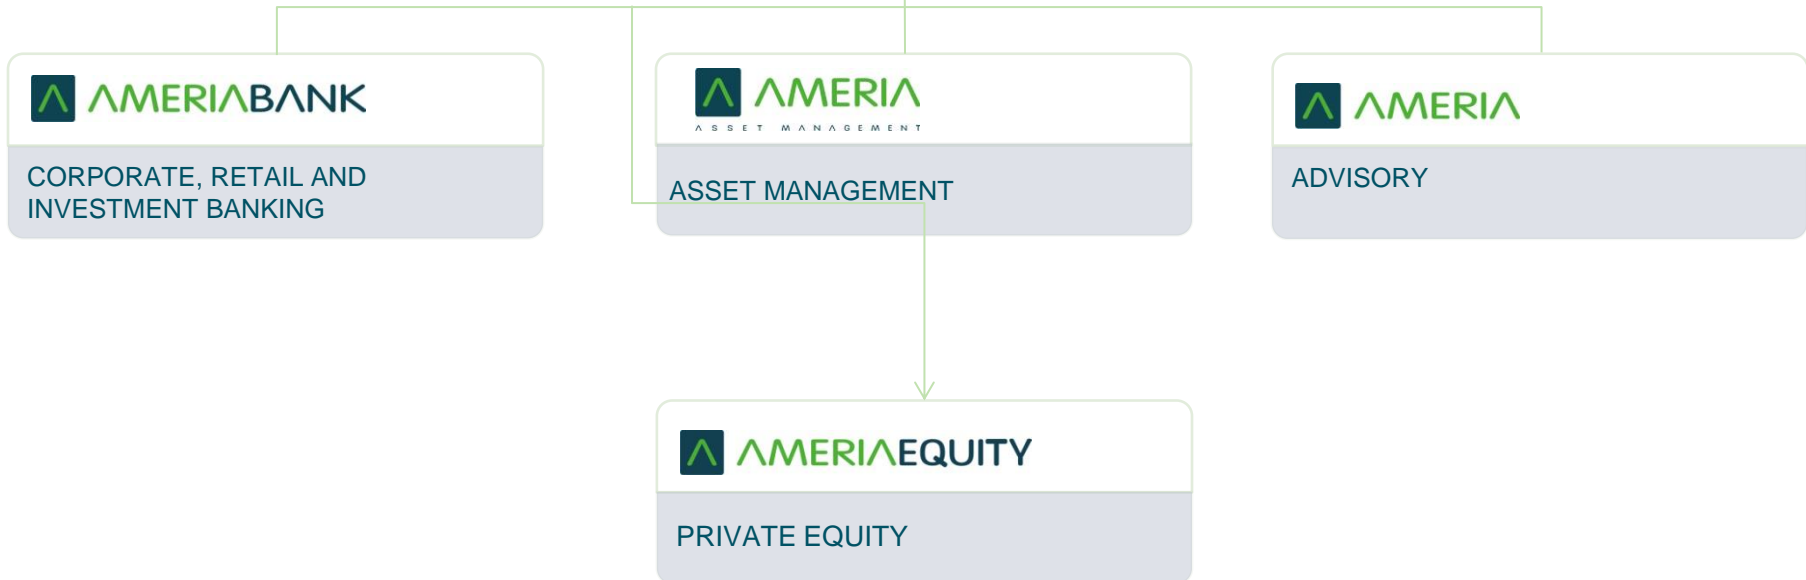 AMERIABANK
CORPORATE, RETAIL AND
INVESTMENT BANKING
AMERIA
ASSET MANAGEMENT
ASSET MANAGEMENT
AMERIA
ADVISORY
AMERIAEQUITY
PRIVATE EQUITY